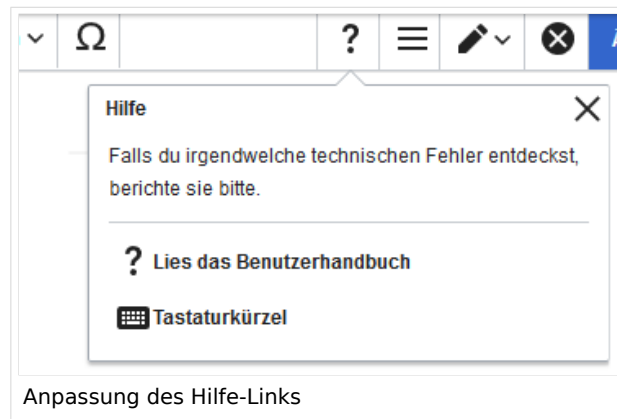 Ω
?
Hilfe
Falls du irgendwelche technischen Fehler entdeckst,
berichte sie bitte.
? Lies das Benutzerhandbuch
Tastaturkürzel
Anpassung des Hilfe-Links